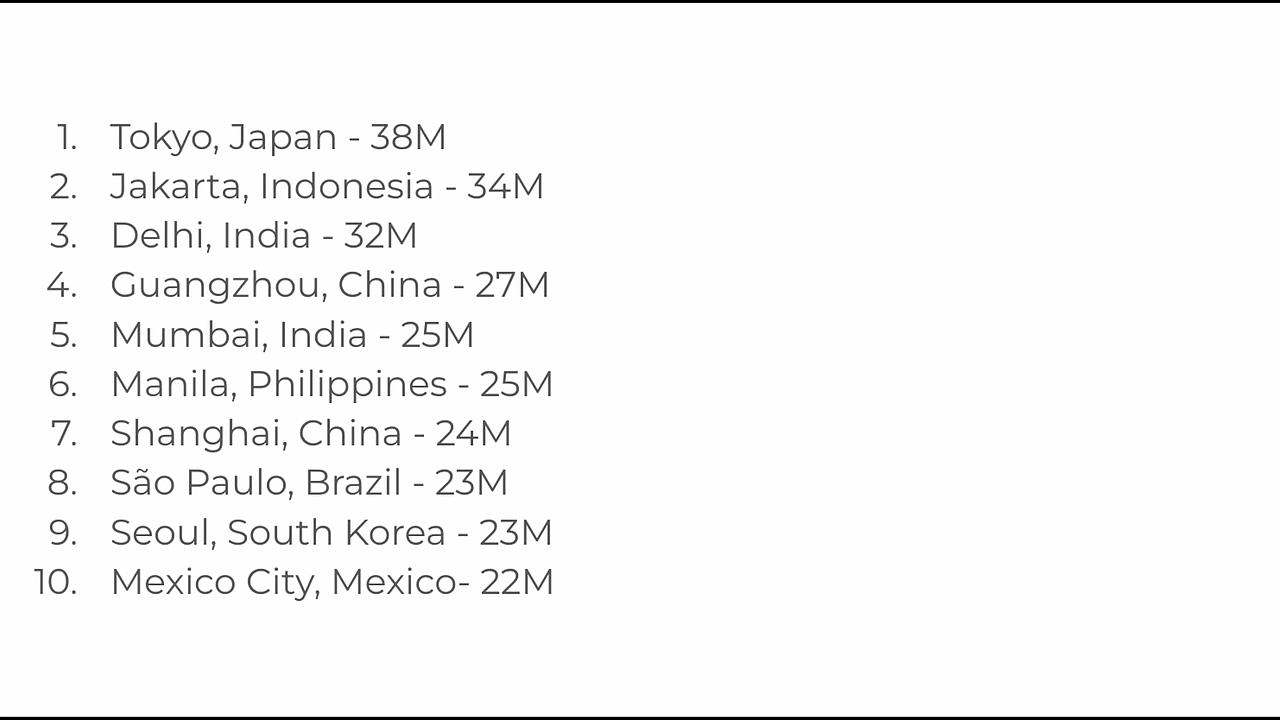 1. Tokyo, Japan - 38M
2. Jakarta, Indonesia - 34M
3. Delhi, India - 32M
4. Guangzhou, China - 27M
5. Mumbai, India - 25M
6. Manila, Philippines - 25M
7. Shanghai, China - 24M
8. São Paulo, Brazil - 23M
9. Seoul, South Korea - 23M
10. Mexico City, Mexico- 22M